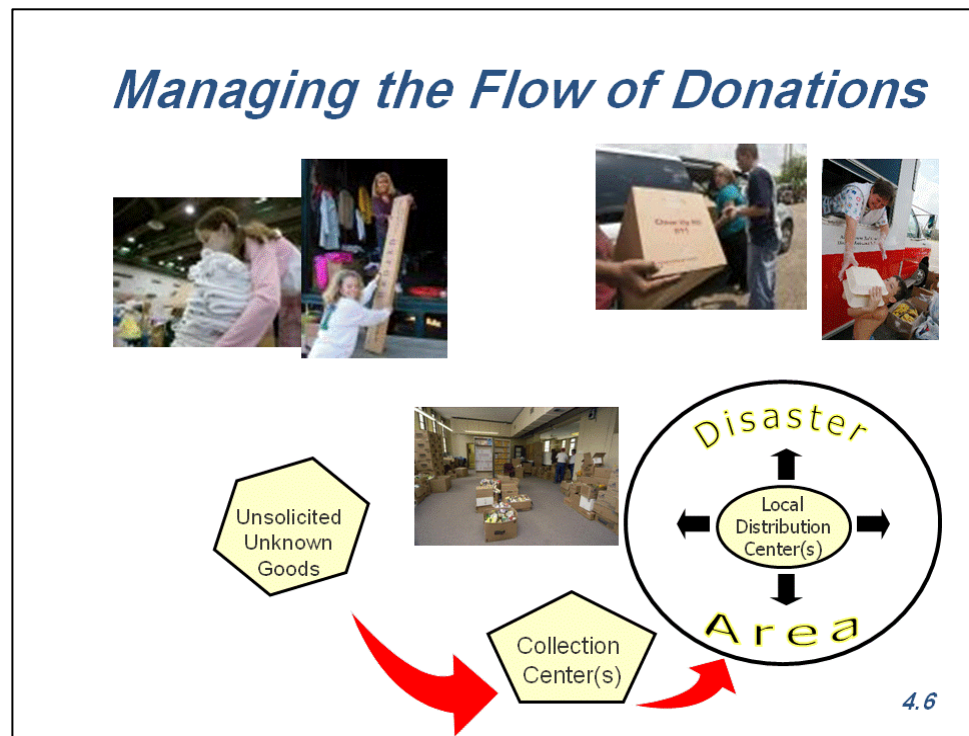 Managing the Flow of Donations
Disaster
Unsolicited
Unknown
Goods
Local
Distribution
Center(s)
Area
Collection
Center(s)
4.6